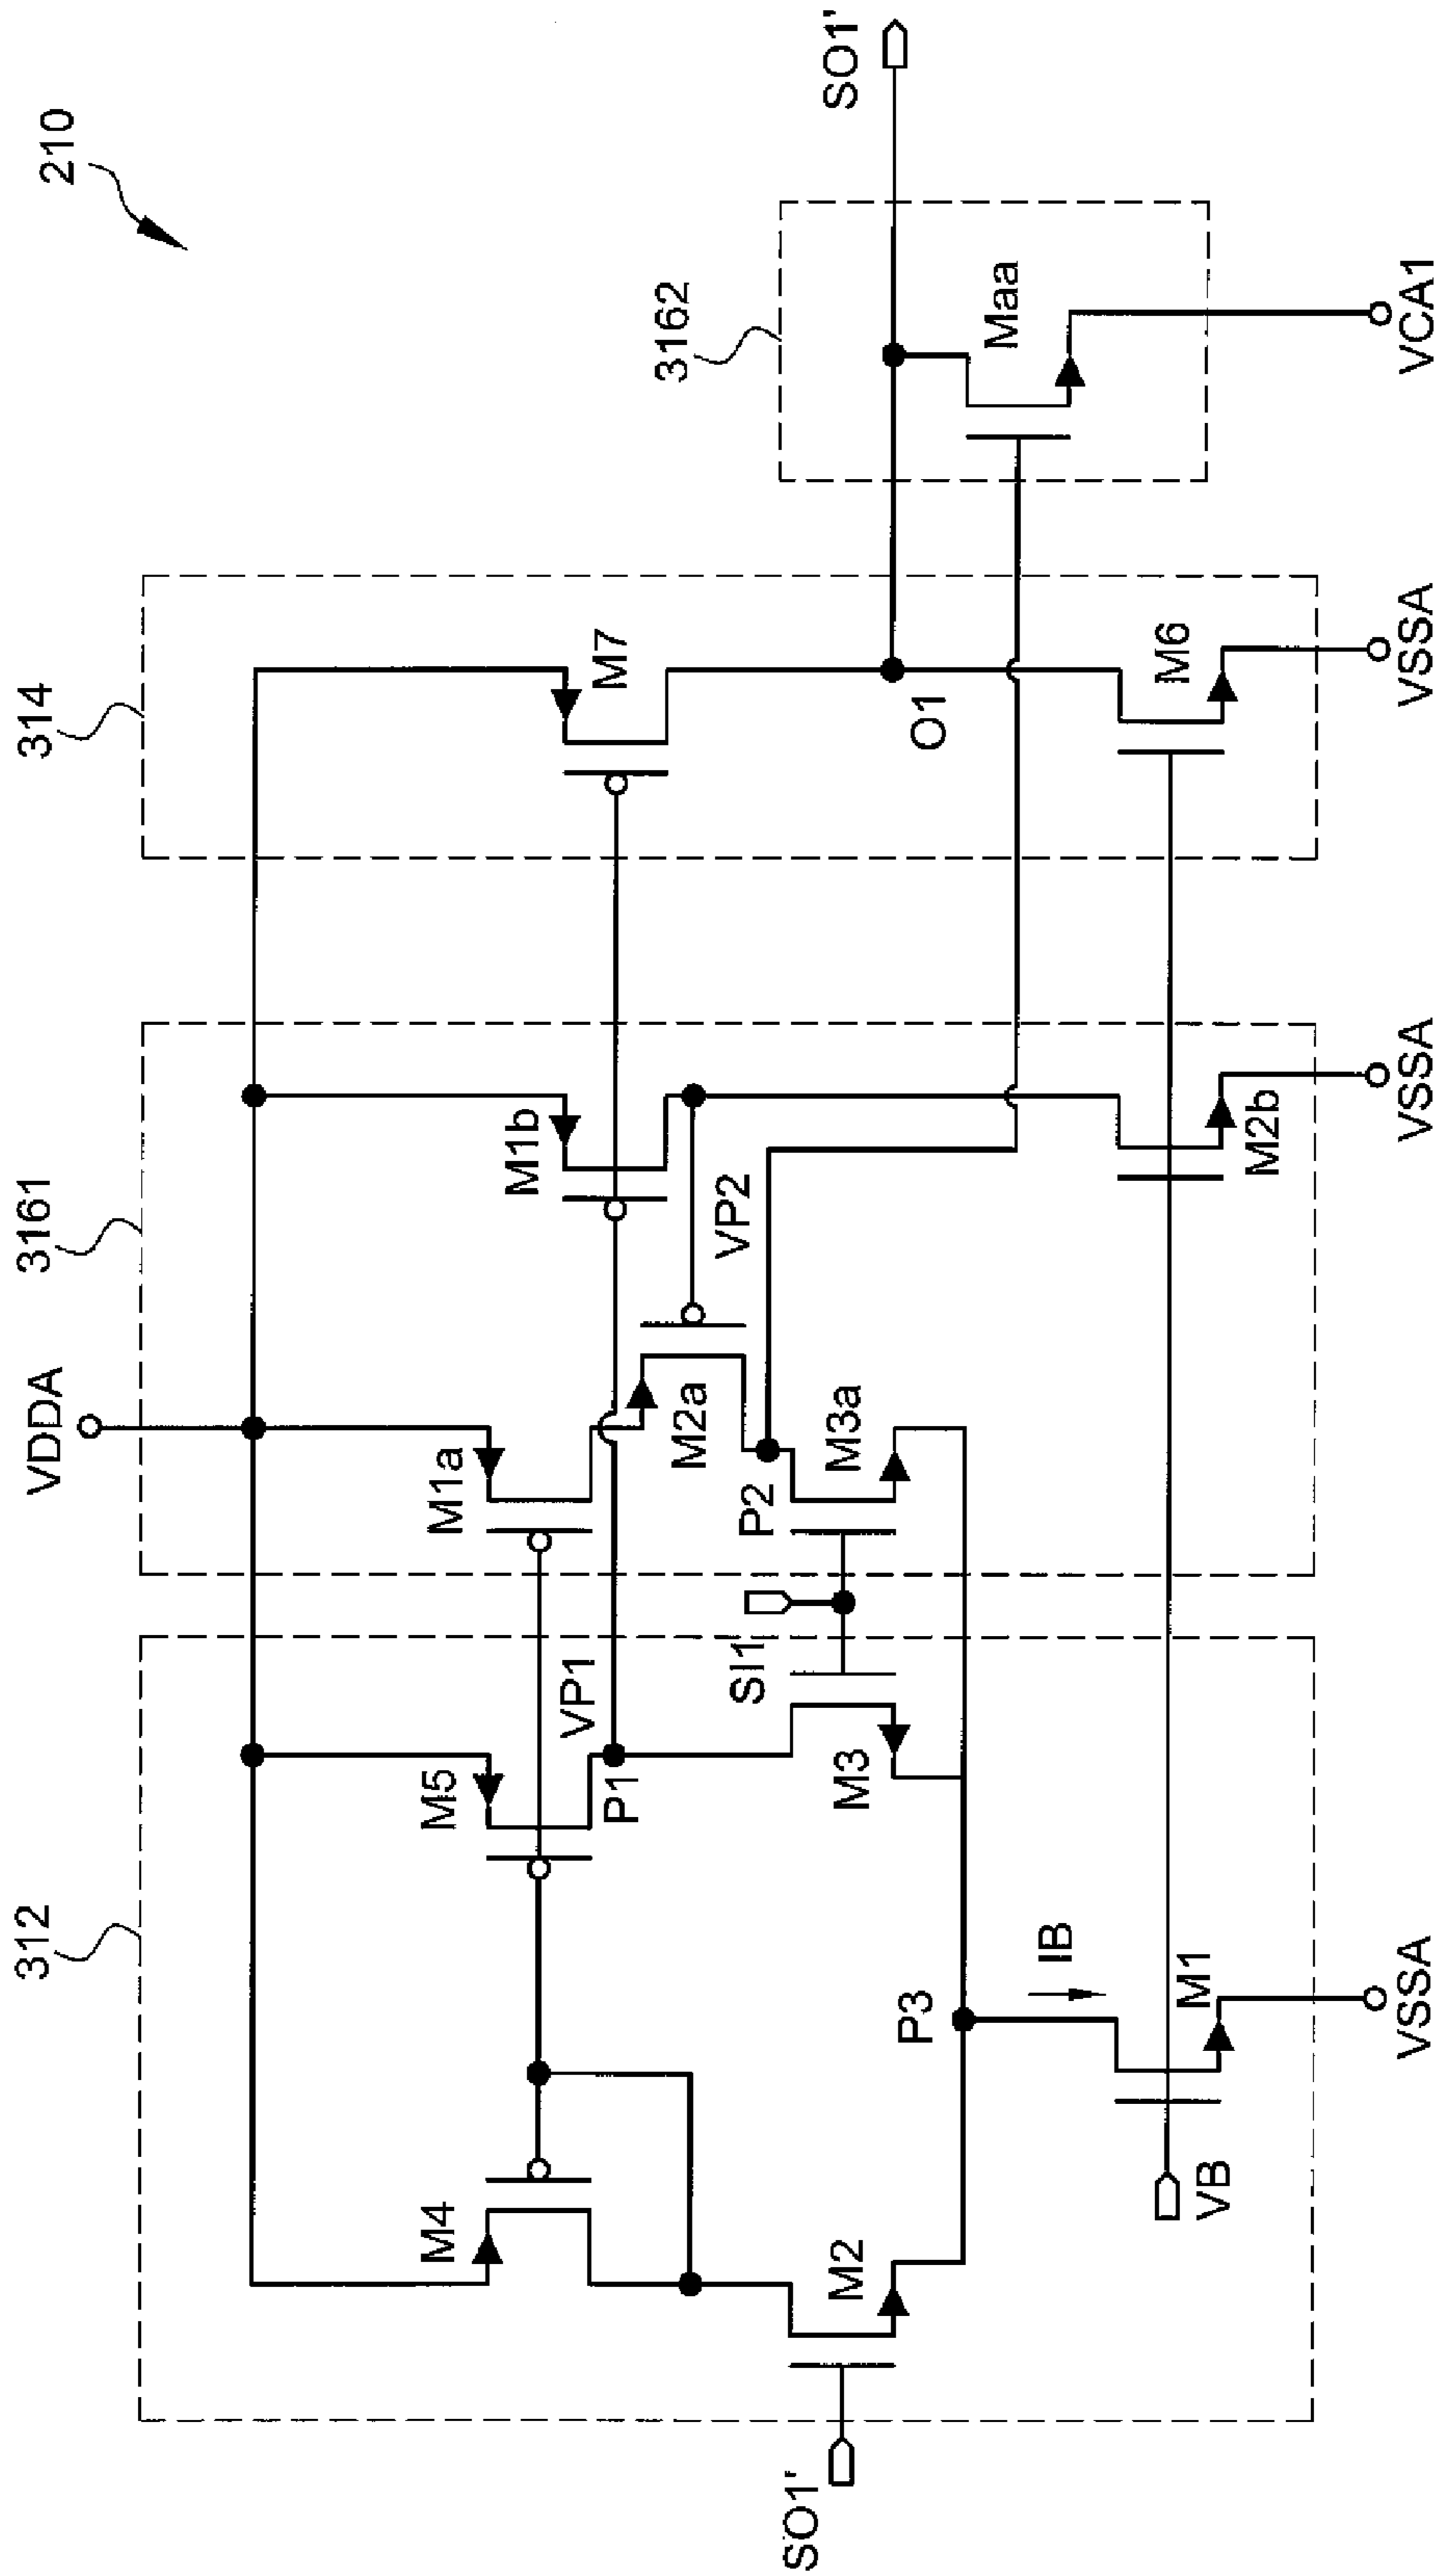 210
312
3161
314
3162
VDDA
M4
M5
M1a
M1b
M7
VP1
P1
M2a
VP2
SI1
P2
M3a
M2
M3
O1
Maa
SO1'
SO1'
P3
IB
VB
M1
M2b
M6
VSSA
VSSA
VSSA
VCA1